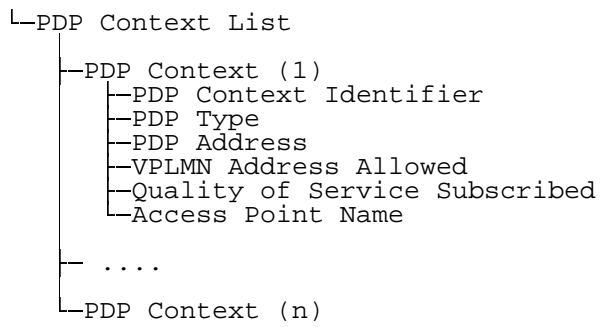 PDP Context List
PDP Context (1)
PDP Context Identifier
PDP Type
PDP Address
VPLMN Address Allowed
Quality of Service Subscribed
Access Point Name
....
PDP Context (n)